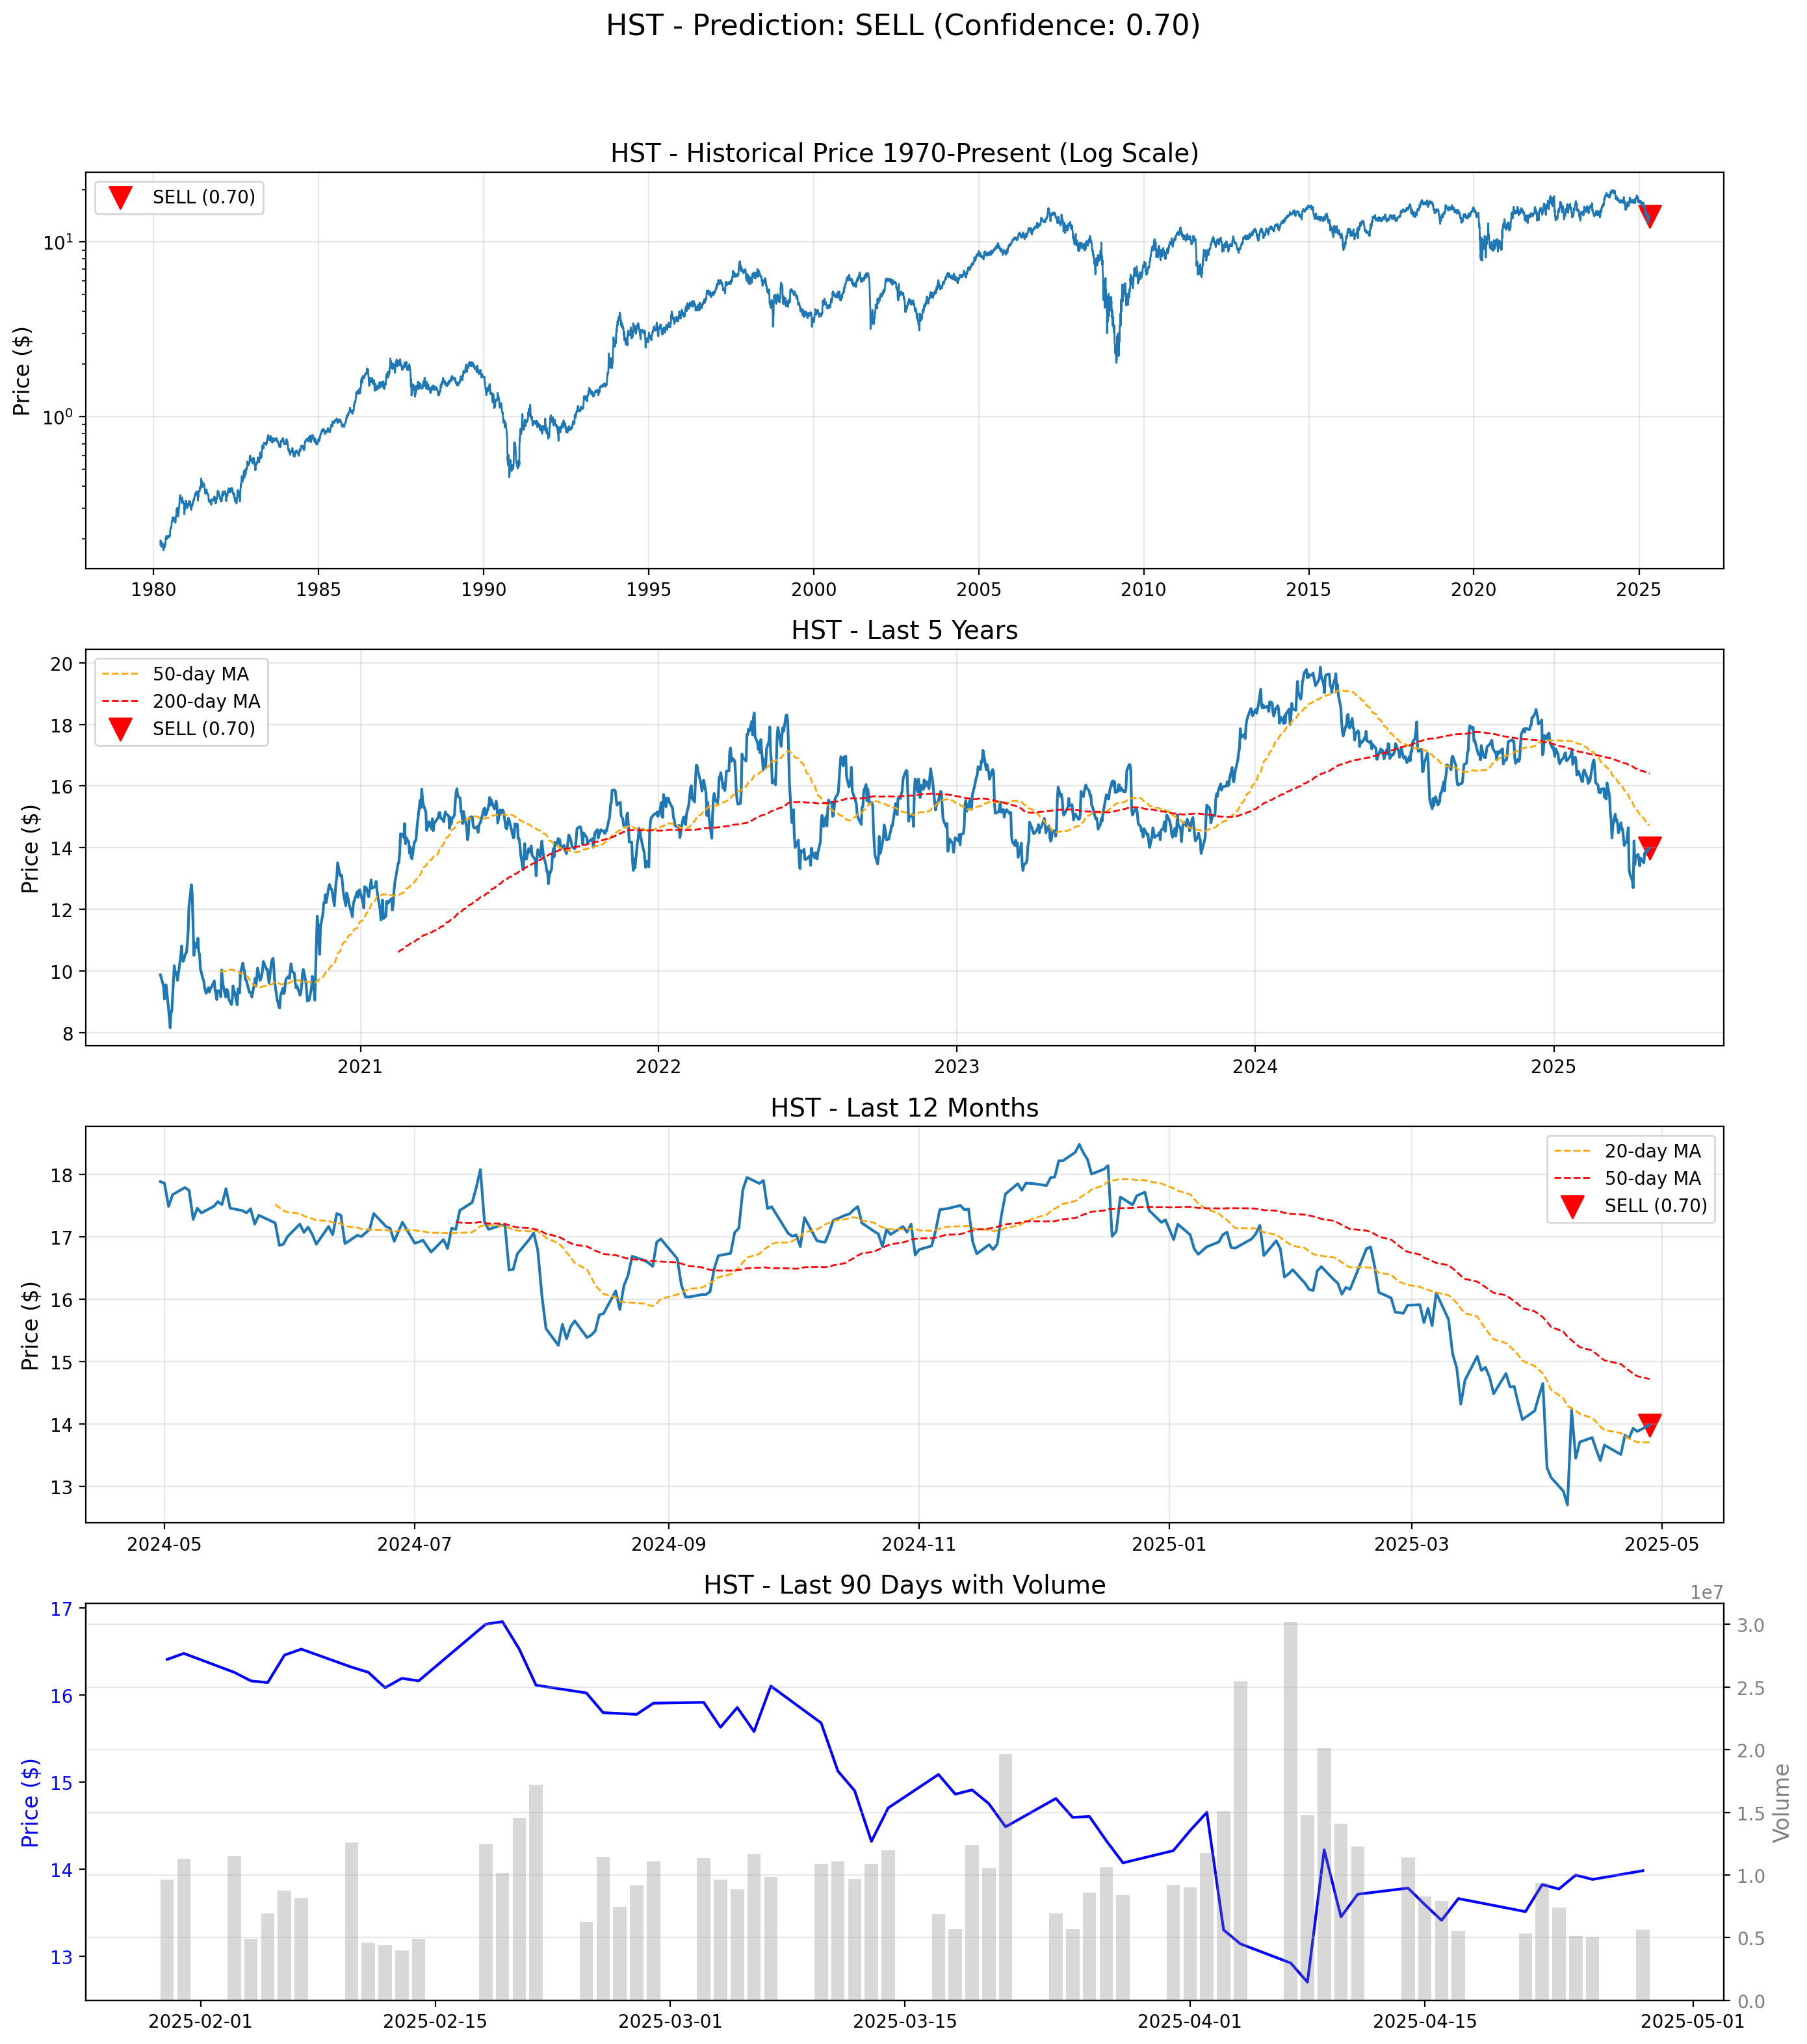 HST - Prediction: SELL (Confidence: 0.70)
HST - Historical Price 1970-Present (Log Scale)
SELL (0.70)
Price ($)
10¹
10⁰
1980 1985 1990 1995 2000 2005 2010 2015 2020 2025
HST - Last 5 Years
50-day MA
200-day MA
SELL (0.70)
Price ($)
20
18
16
14
12
10
8
2021 2022 2023 2024 2025
HST - Last 12 Months
20-day MA
50-day MA
SELL (0.70)
Price ($)
18
17
16
15
14
13
2024-05 2024-07 2024-09 2024-11 2025-01 2025-03 2025-05
HST - Last 90 Days with Volume
1e7
Price ($)
17
16
15
14
13
Volume
3.0
2.5
2.0
1.5
1.0
0.5
0.0
2025-02-01 2025-02-15 2025-03-01 2025-03-15 2025-04-01 2025-04-15 2025-05-01